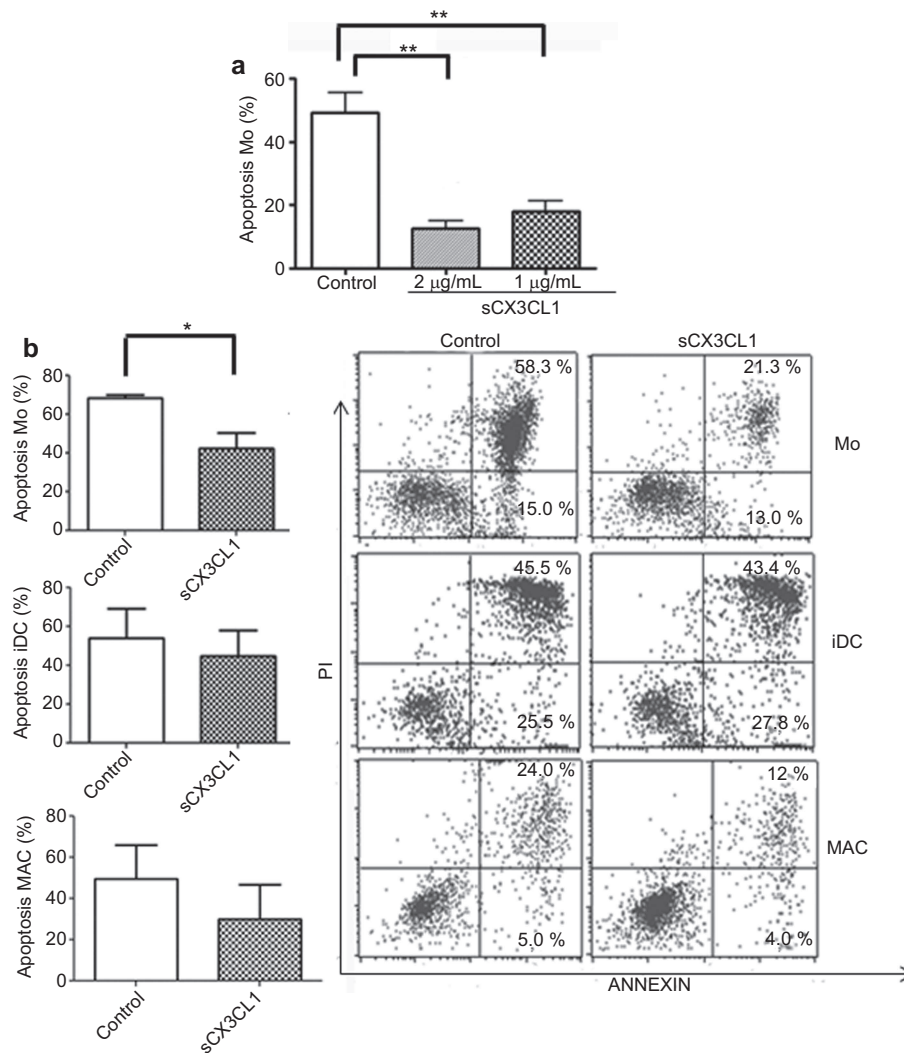 a
**
**
Apoptosis Mo (%)
60
40
20
0
Control
2 μg/mL
1 μg/mL
sCX3CL1
b
*
Apoptosis Mo (%)
80
60
40
20
0
Control
sCX3CL1
Apoptosis iDC (%)
80
60
40
20
0
Control
sCX3CL1
Apoptosis MAC (%)
80
60
40
20
0
Control
sCX3CL1
Control
sCX3CL1
58.3 %
21.3 %
Mo
15.0 %
13.0 %
45.5 %
43.4 %
iDC
25.5 %
27.8 %
24.0 %
12 %
MAC
5.0 %
4.0 %
PI
ANNEXIN